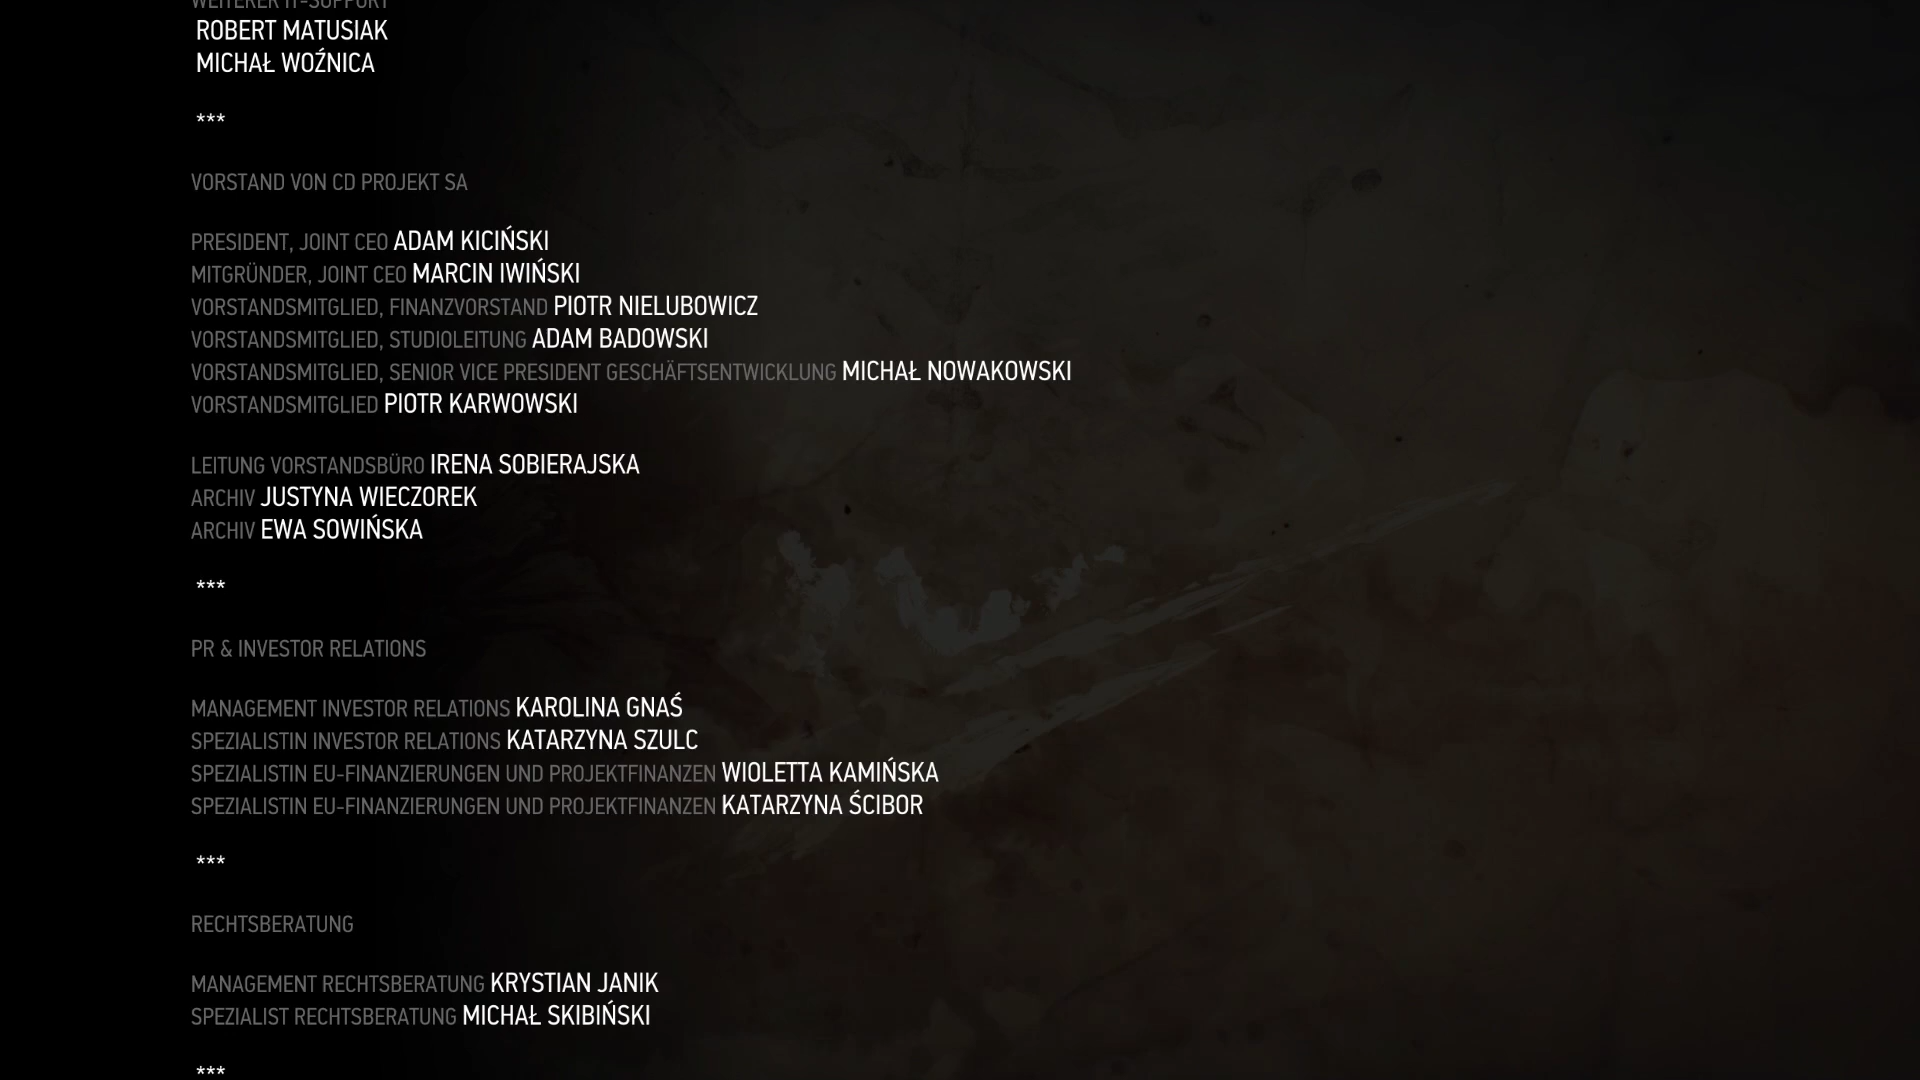 WEITERER IT-SUPPORT
ROBERT MATUSIAK
MICHAŁ WOŹNICA
***
VORSTAND VON CD PROJEKT SA
PRESIDENT, JOINT CEO ADAM KICIŃSKI
MITGRÜNDER, JOINT CEO MARCIN IWIŃSKI
VORSTANDSMITGLIED, FINANZVORSTAND PIOTR NIELUBOWICZ
VORSTANDSMITGLIED, STUDIOLEITUNG ADAM BADOWSKI
VORSTANDSMITGLIED, SENIOR VICE PRESIDENT GESCHÄFTSENTWICKLUNG MICHAŁ NOWAKOWSKI
VORSTANDSMITGLIED PIOTR KARWOWSKI
LEITUNG VORSTANDSBÜRO IRENA SOBIERAJSKA
ARCHIV JUSTYNA WIECZOREK
ARCHIV EWA SOWIŃSKA
***
PR & INVESTOR RELATIONS
MANAGEMENT INVESTOR RELATIONS KAROLINA GNAŚ
SPEZIALISTIN INVESTOR RELATIONS KATARZYNA SZULC
SPEZIALISTIN EU-FINANZIERUNGEN UND PROJEKTFINANZEN WIOLETTA KAMIŃSKA
SPEZIALISTIN EU-FINANZIERUNGEN UND PROJEKTFINANZEN KATARZYNA ŚCIBOR
***
RECHTSBERATUNG
MANAGEMENT RECHTSBERATUNG KRYSTIAN JANIK
SPEZIALIST RECHTSBERATUNG MICHAŁ SKIBIŃSKI
***